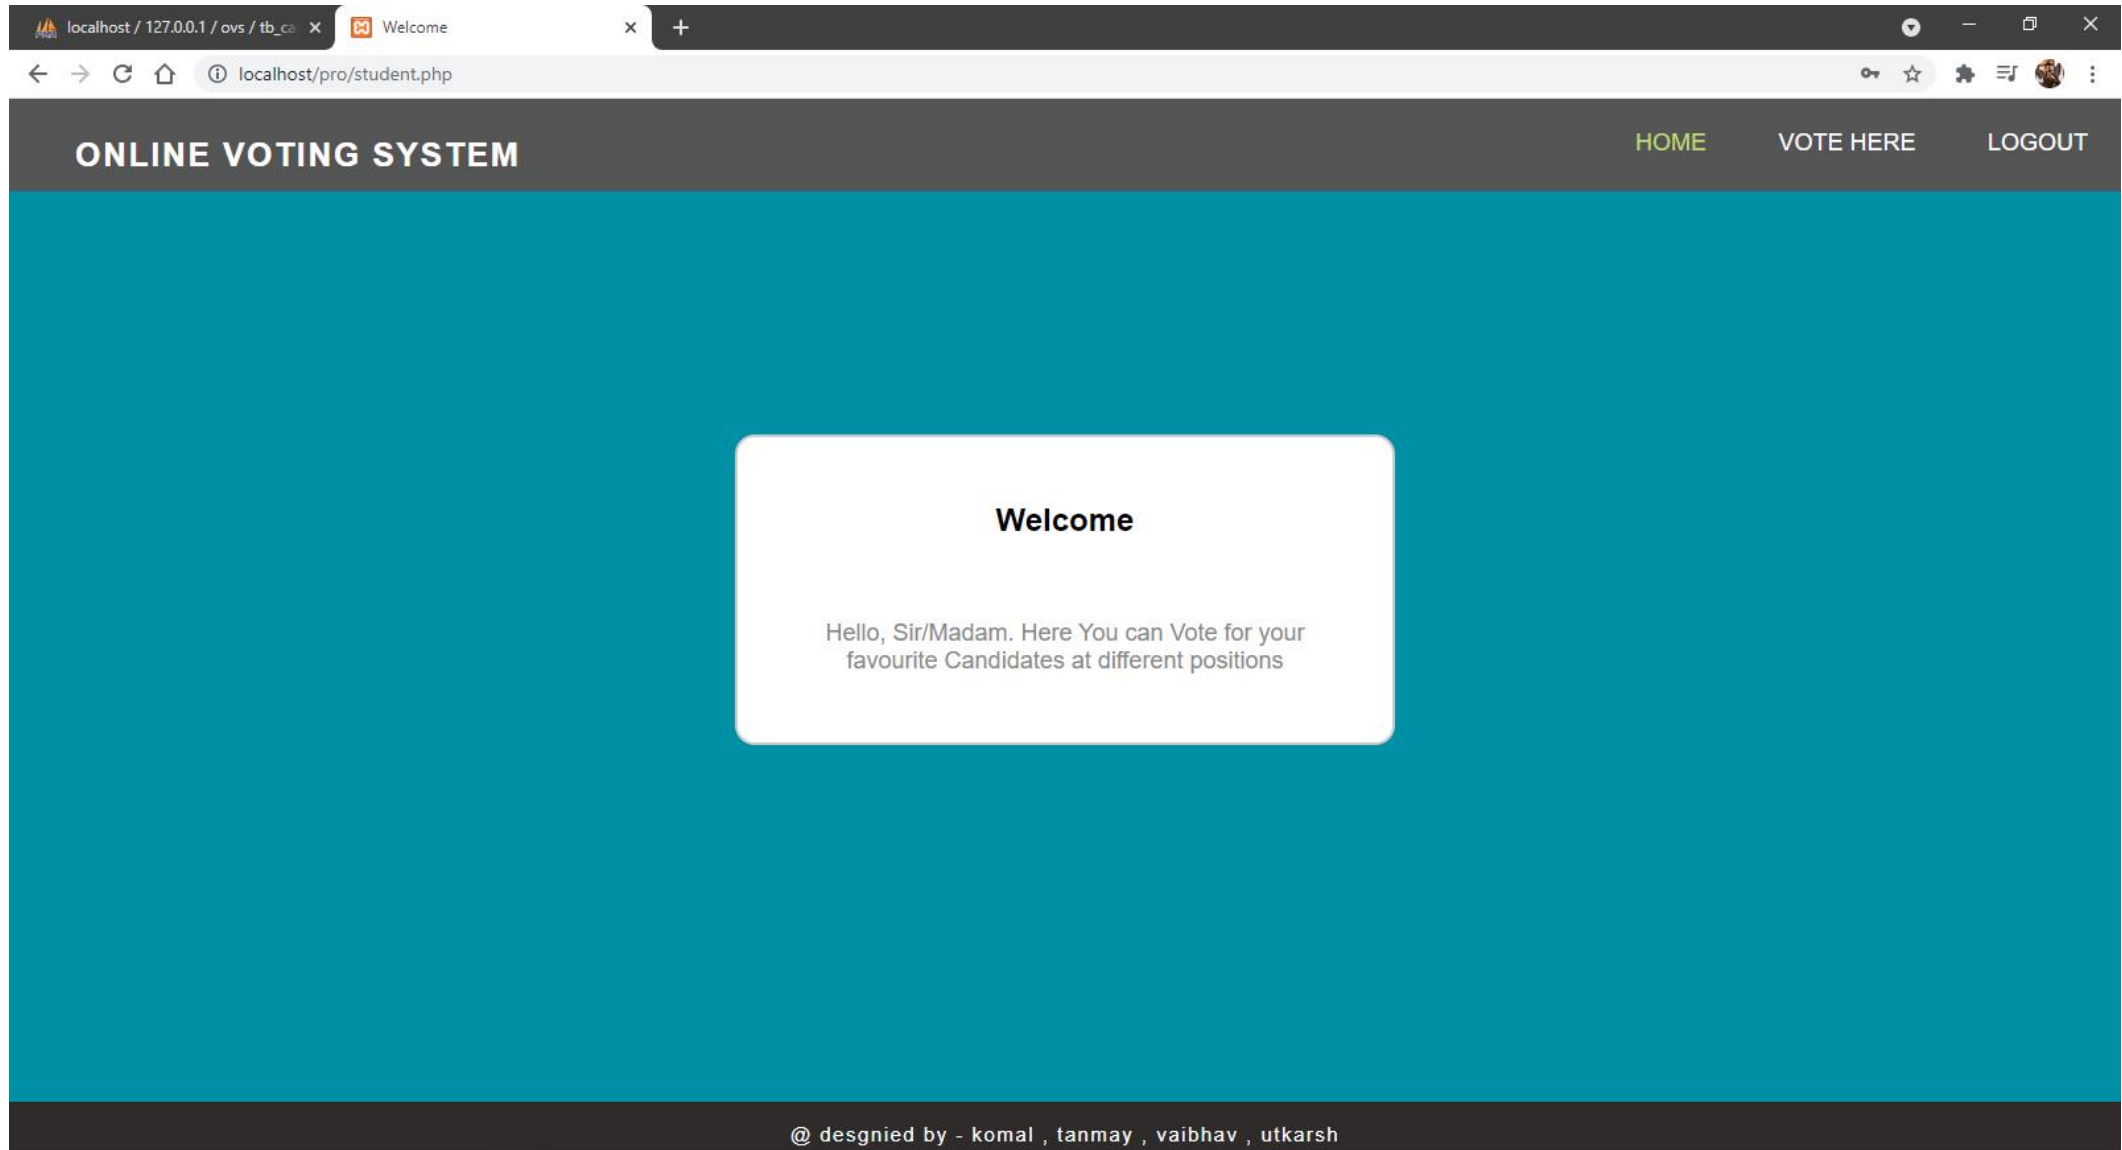 localhost / 127.0.0.1 / ovs / tb_ca
Welcome
localhost/pro/student.php
ONLINE VOTING SYSTEM
HOME VOTE HERE LOGOUT
Welcome
Hello, Sir/Madam. Here You can Vote for your
favourite Candidates at different positions
@ desgnied by - komal , tanmay , vaibhav , utkarsh